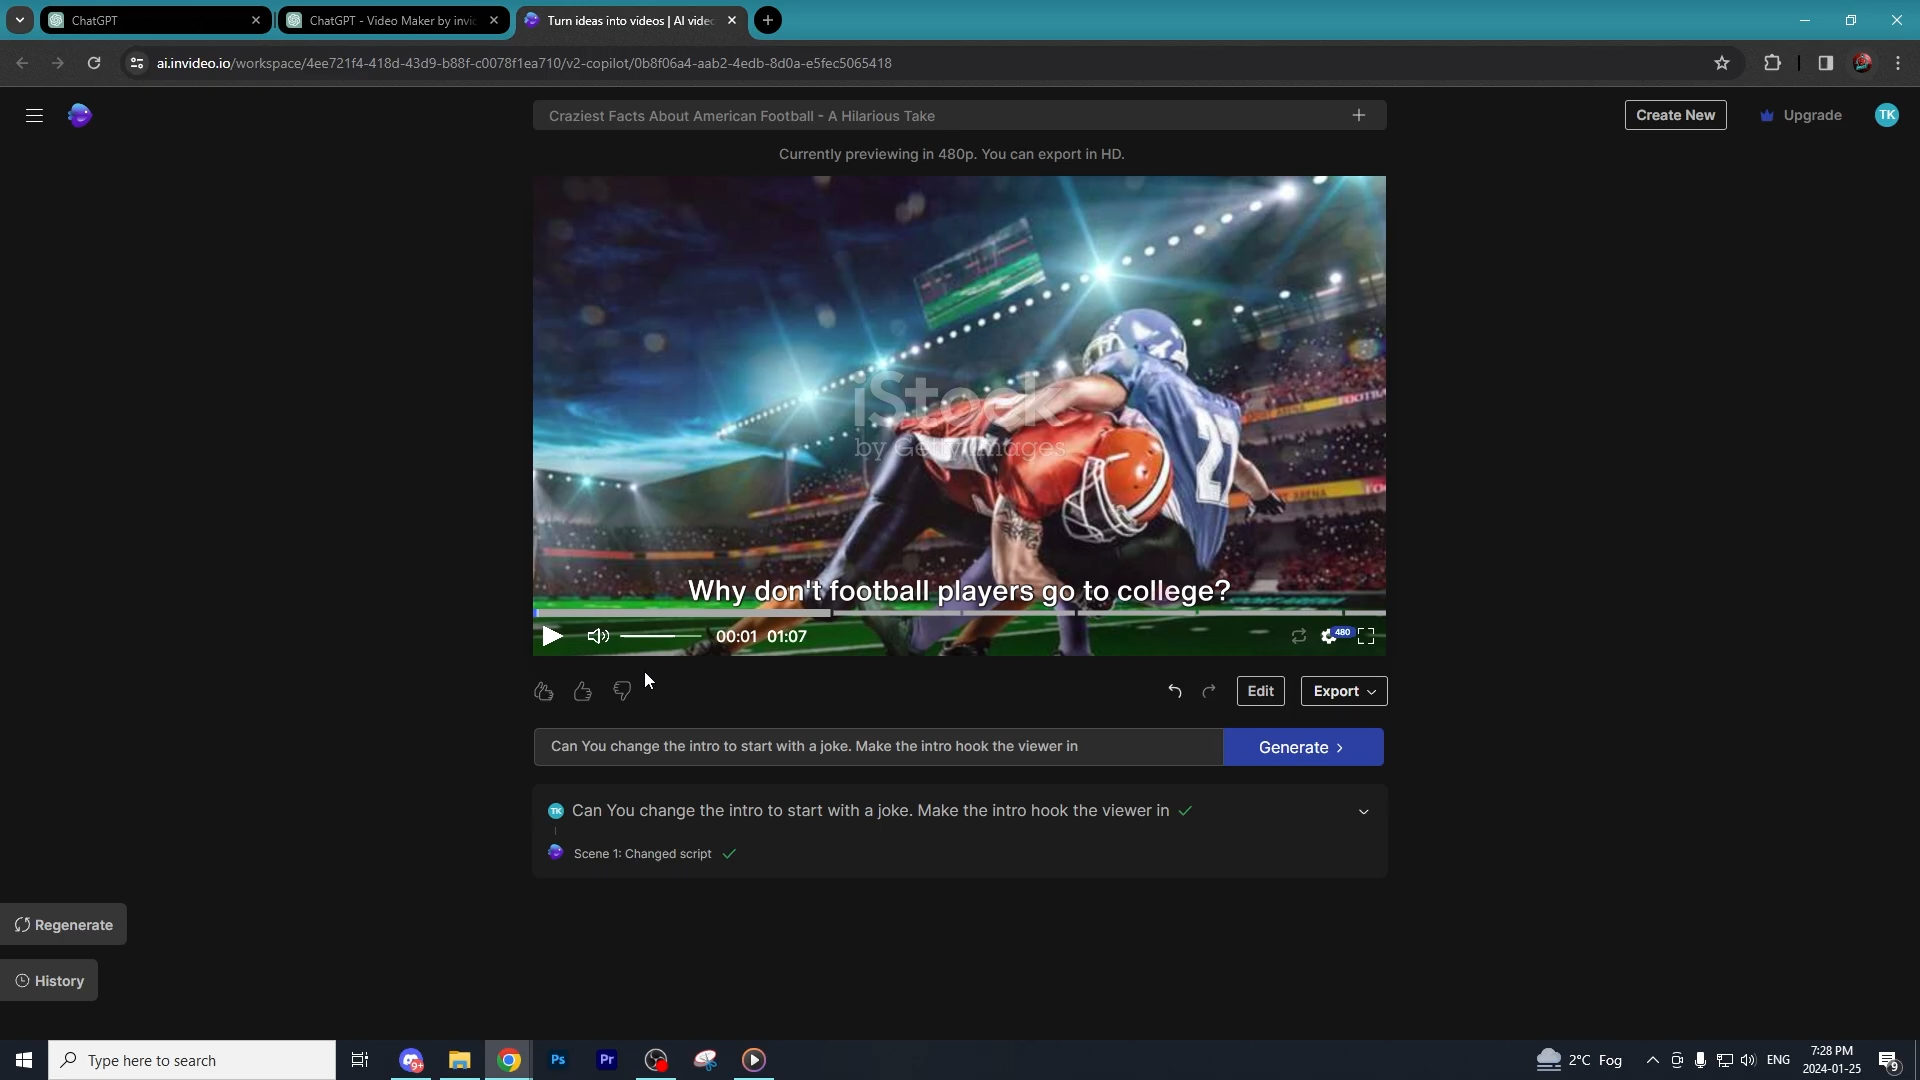 ChatGPT
ChatGPT - Video Maker by invi
Turn ideas into videos | AI vide
ai.invideo.io/workspace/4ee721f4-418d-43d9-b88f-c0078f1ea710/v2-copilot/0b8f06a4-aab2-4edb-8d0a-e5fec5065418
Craziest Facts About American Football - A Hilarious Take
Create New
Upgrade
TK
Currently previewing in 480p. You can export in HD.
iStock
by Getty Images
27
Why don't football players go to college?
00:01 01:07
480
Edit
Export
Can You change the intro to start with a joke. Make the intro hook the viewer in
Generate
TK Can You change the intro to start with a joke. Make the intro hook the viewer in
Scene 1: Changed script
Regenerate
History
Type here to search
9+
Ps
Pr
2°C Fog
ENG
7:28 PM
2024-01-25
9